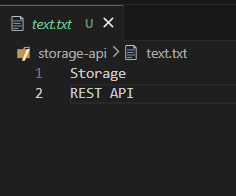 text.txt U
storage-api > text.txt
1 Storage
2 REST API